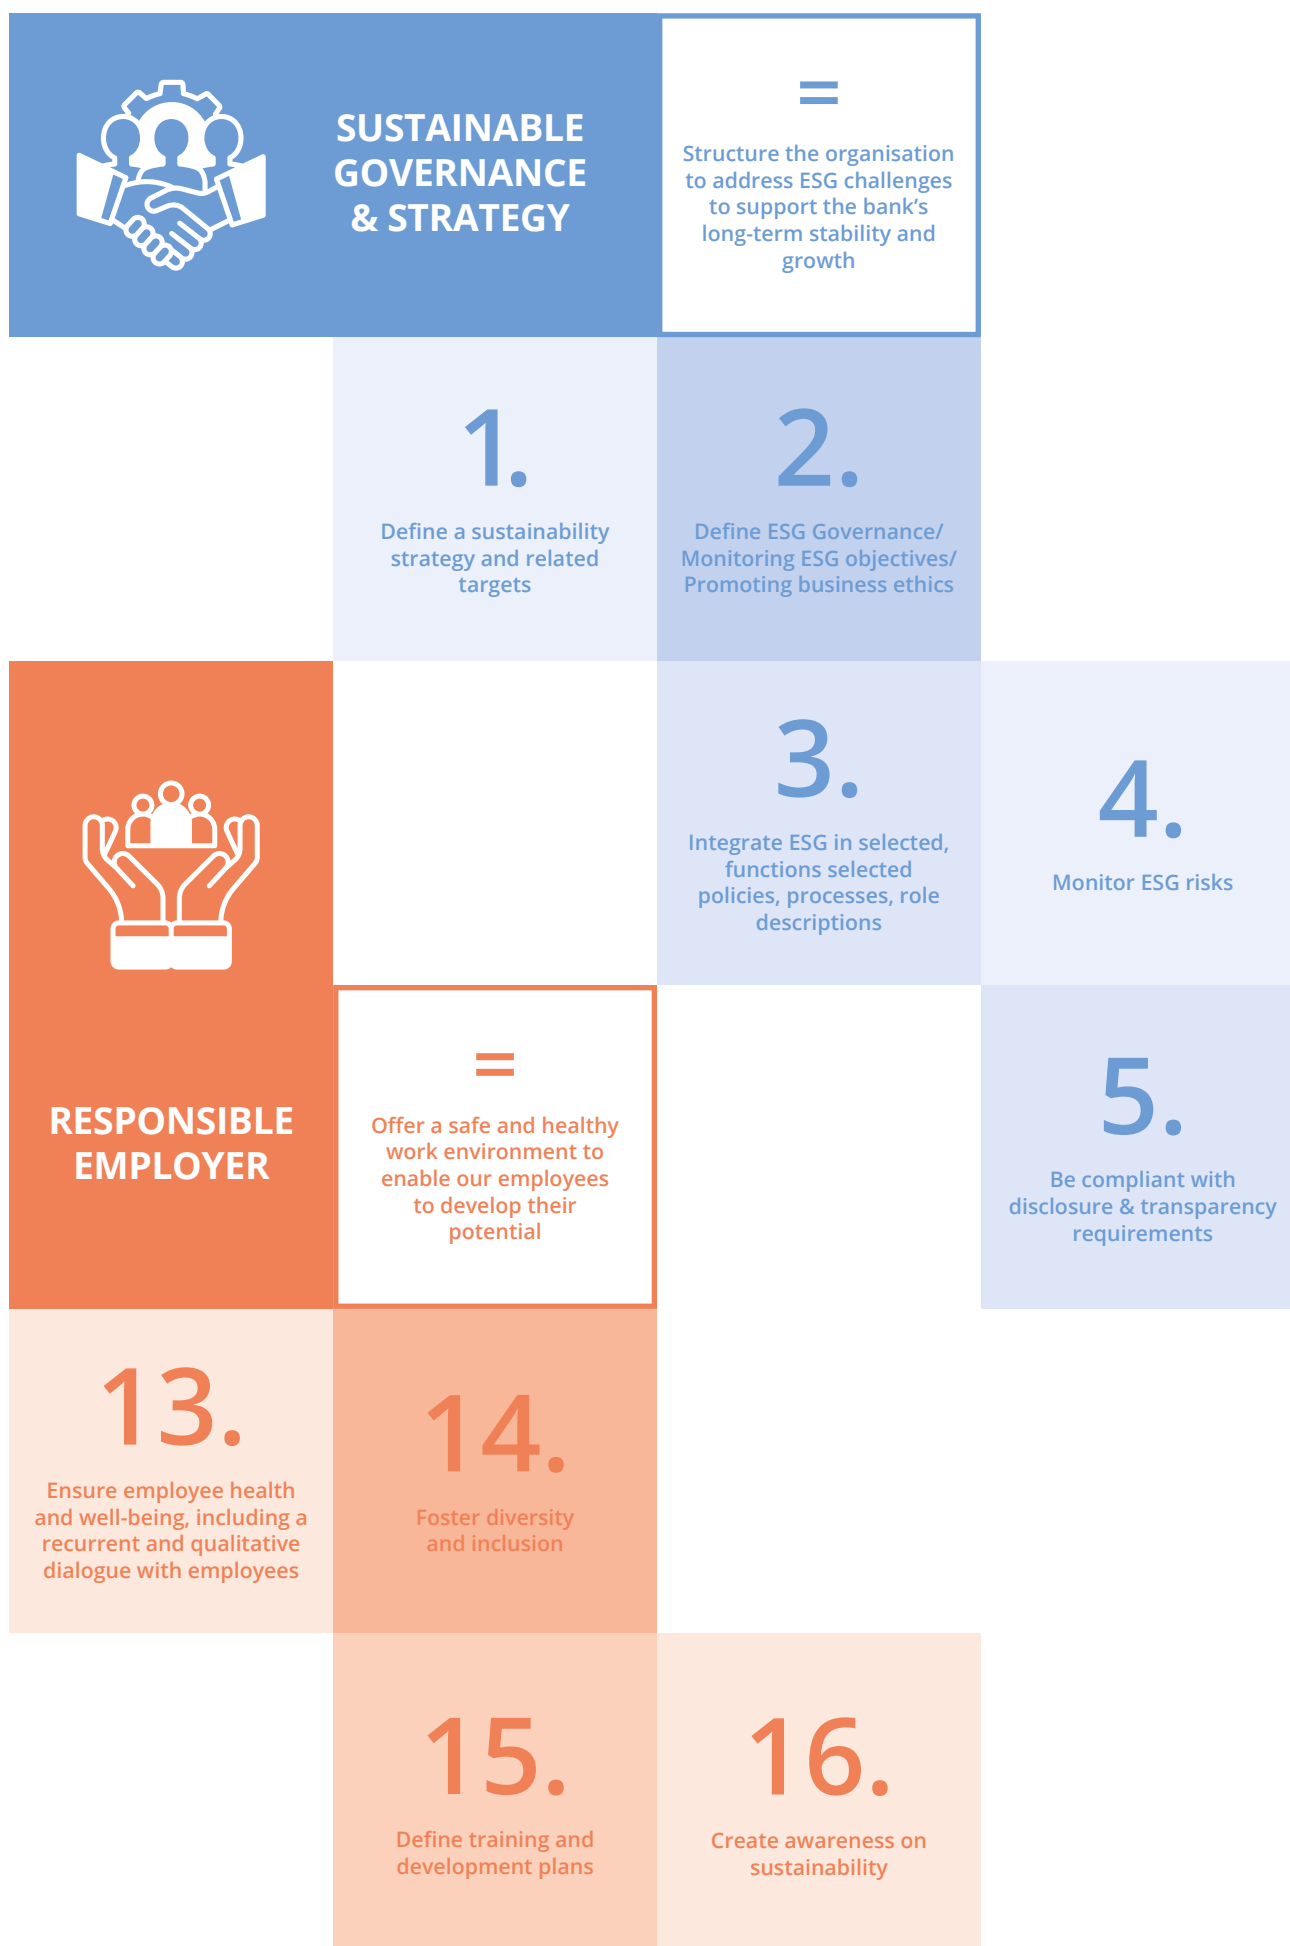 SUSTAINABLE
GOVERNANCE
& STRATEGY
=
Structure the organisation
to address ESG challenges
to support the bank’s
long-term stability and
growth
1.
Define a sustainability
strategy and related
targets
2.
Define ESG Governance/
Monitoring ESG objectives/
Promoting business ethics
3.
Integrate ESG in selected,
functions selected
policies, processes, role
descriptions
4.
Monitor ESG risks
5.
Be compliant with
disclosure & transparency
requirements
RESPONSIBLE
EMPLOYER
=
Offer a safe and healthy
work environment to
enable our employees
to develop their
potential
13.
Ensure employee health
and well-being, including a
recurrent and qualitative
dialogue with employees
14.
Foster diversity
and inclusion
15.
Define training and
development plans
16.
Create awareness on
sustainability